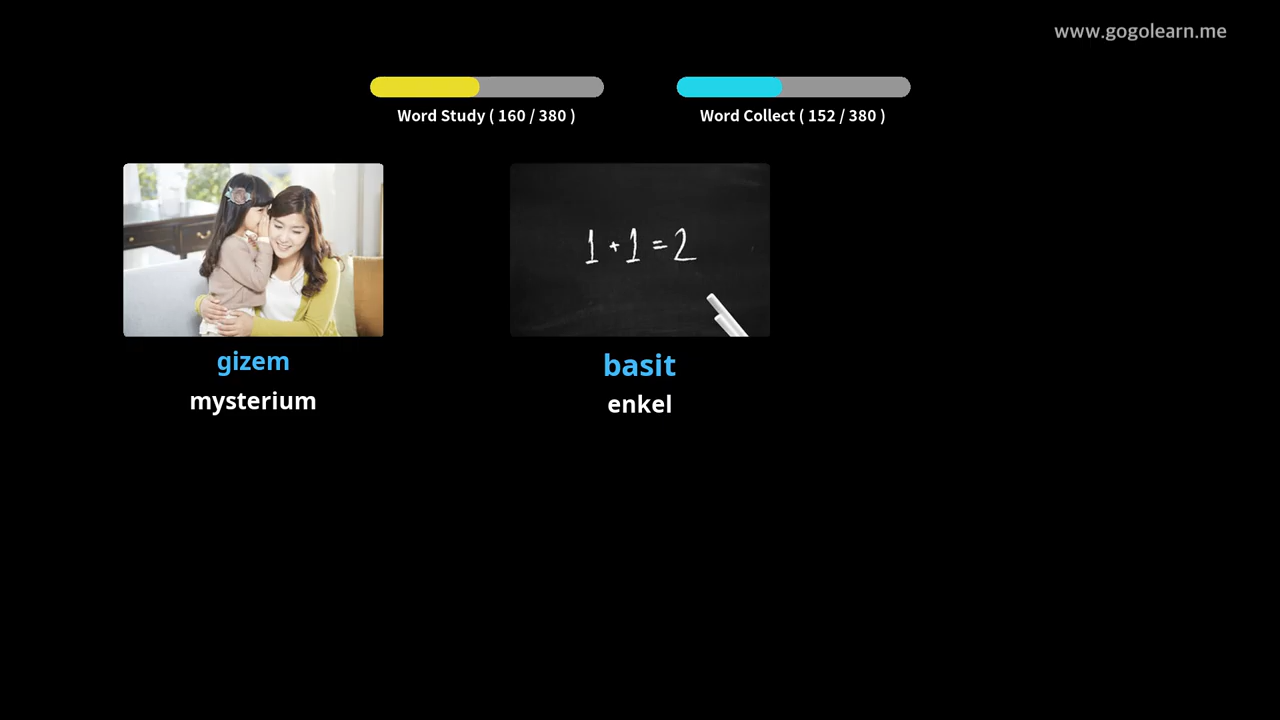 www.gogolearn.me
Word Study ( 160 / 380 )
Word Collect ( 152 / 380 )
1+1=2
gizem
mysterium
basit
enkel